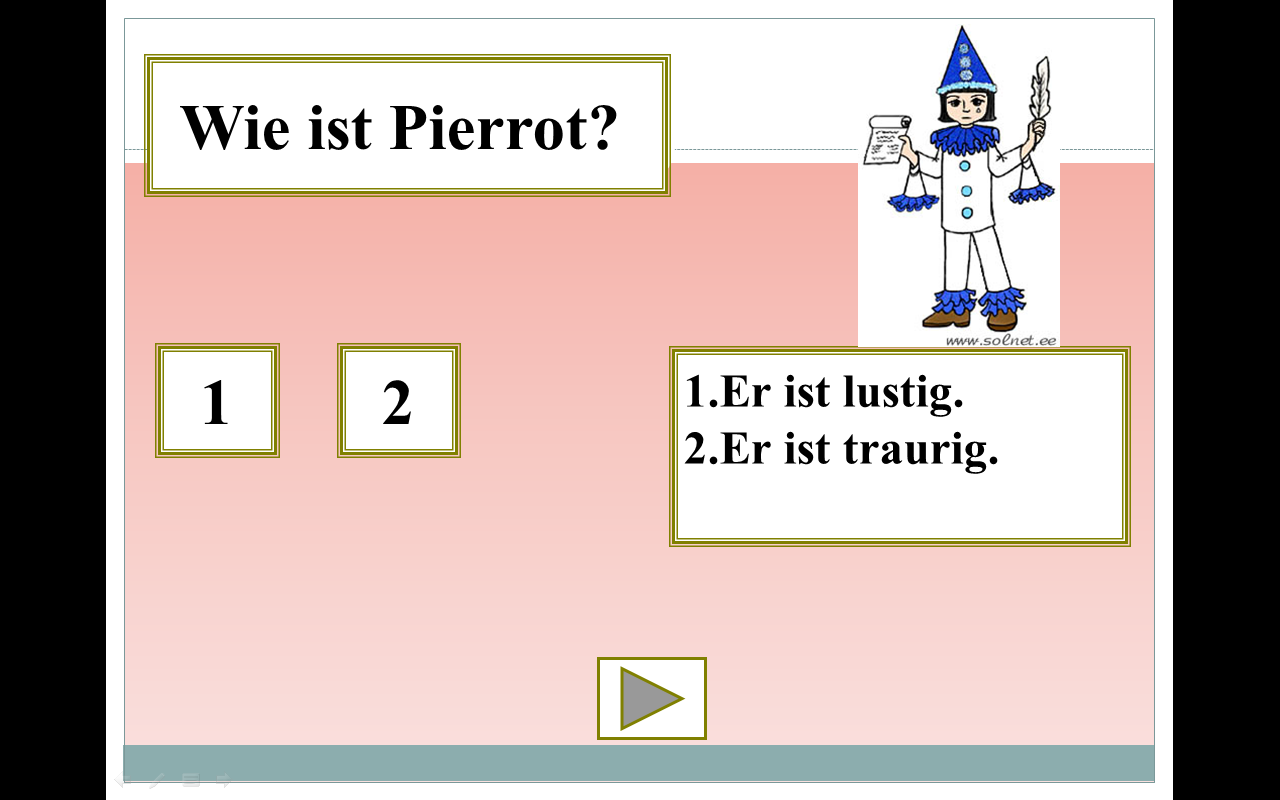 Wie ist Pierrot?
www.solnet.ee
1
2
1.Er ist lustig.
2.Er ist traurig.